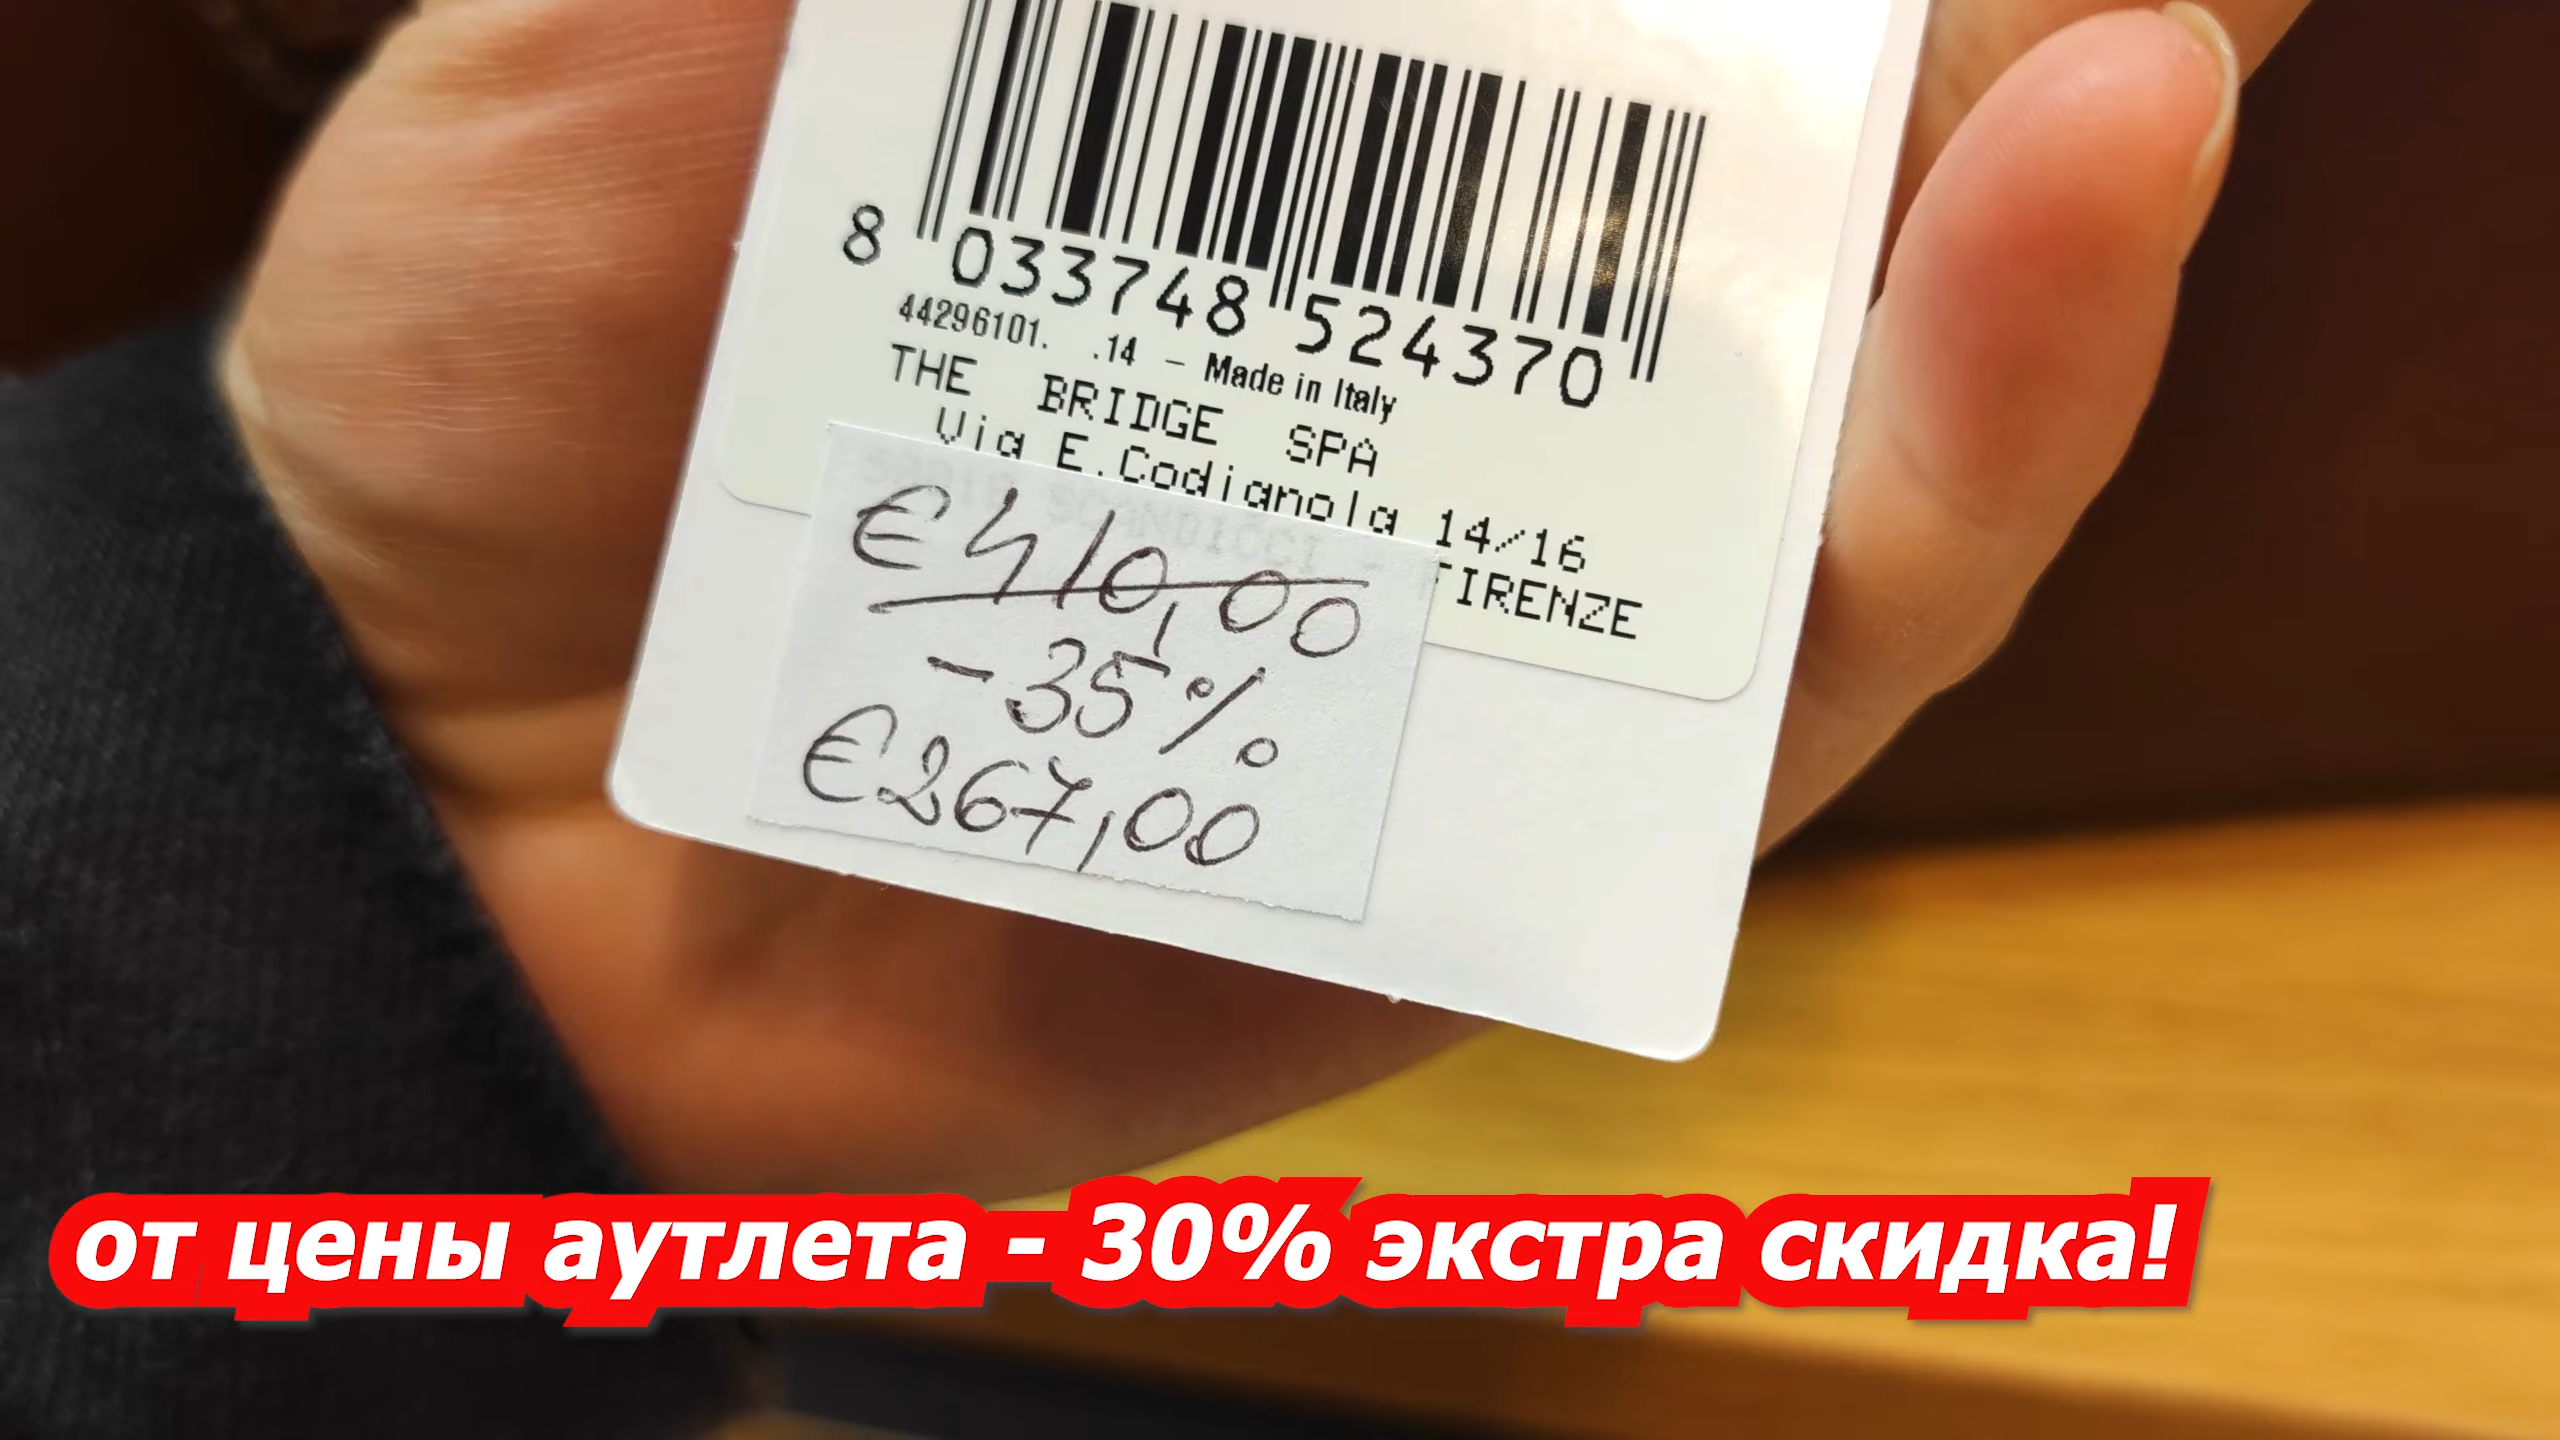 8 033748 524370
44296101. .14 - Made in Italy
THE BRIDGE SPA
Via E.Codignola 14/16
SCANDICCI - FIRENZE
€410,00
-35%
€267,00
от цены аутлета - 30% экстра скидка!